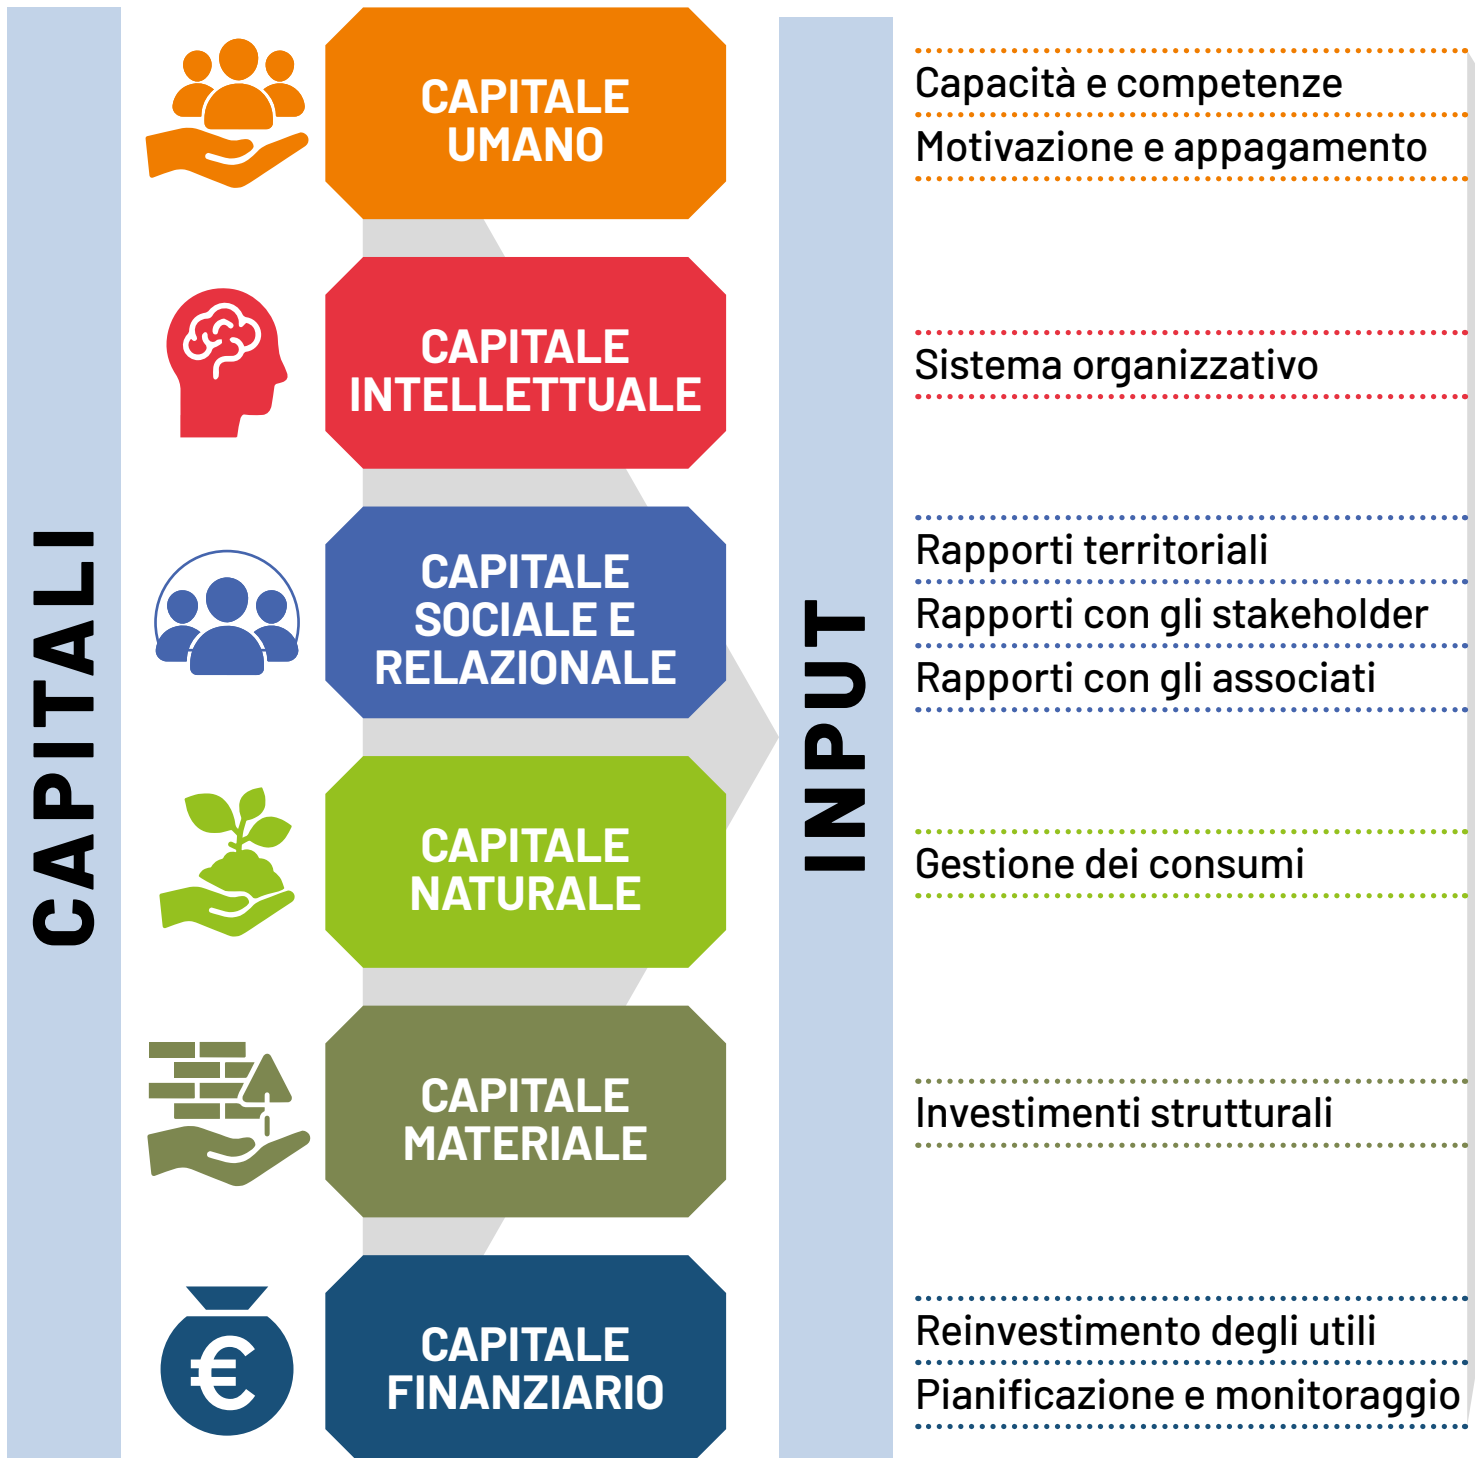 CAPITALI
CAPITALE
UMANO
CAPITALE
INTELLETTUALE
CAPITALE
SOCIALE E
RELAZIONALE
CAPITALE
NATURALE
CAPITALE
MATERIALE
€
CAPITALE
FINANZIARIO
INPUT
Capacità e competenze
Motivazione e appagamento
Sistema organizzativo
Rapporti territoriali
Rapporti con gli stakeholder
Rapporti con gli associati
Gestione dei consumi
Investimenti strutturali
Reinvestimento degli utili
Pianificazione e monitoraggio